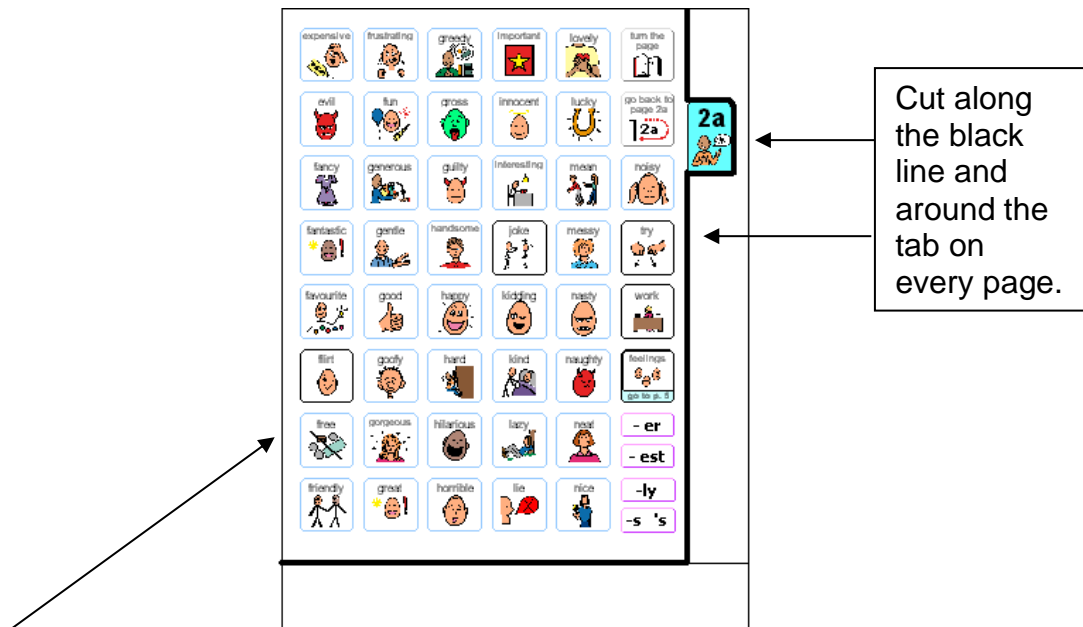 expensive frustrating greedy important lovely turn the
page
evil fun gross innocent lucky go back to
page 2a
2a)
2a
fancy generous guilty interesting mean noisy
fantastic gentle handsome joke messy try
favourite good happy kidding nasty work
flirt goofy hard kind naughty feelings
go to p. 5
free gorgeous hilarious lazy neat - er
- est
friendly great horrible lie nice -ly
-s 's
Cut along
the black
line and
around the
tab on
every page.